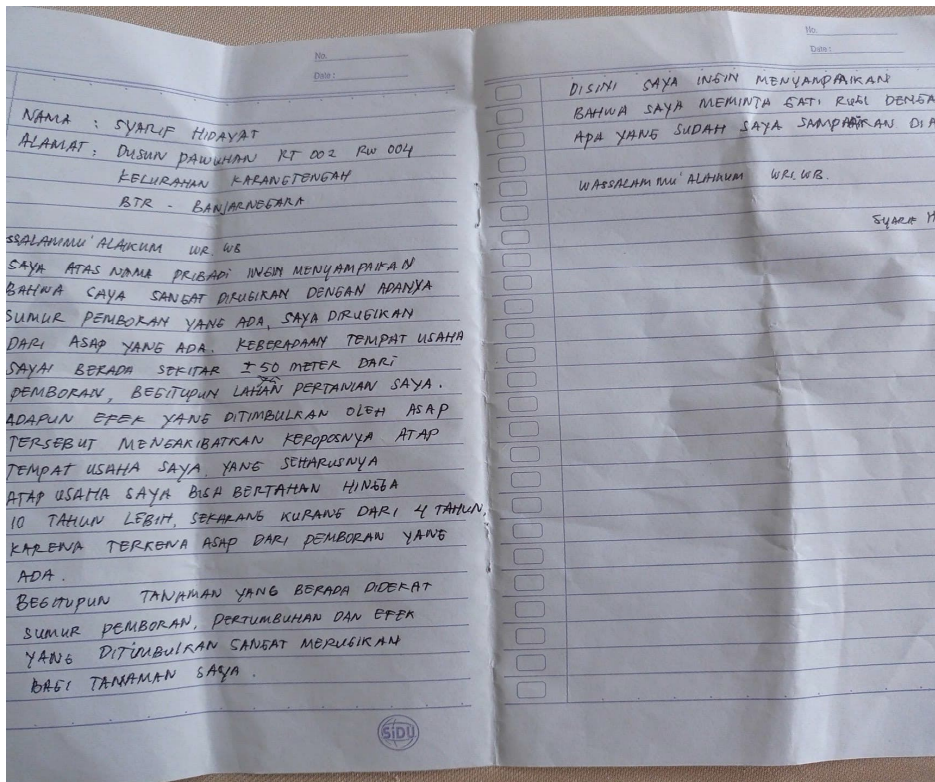 No.
Date :
NAMA : SYARIF HIDAYAT
ALAMAT : DUSUN PAWUHAN RT 002 RW 004
KELURAHAN KARANGTENGAH
BTR - BANJARNEGARA
SSALAMMU'ALAIKUM WR. WB
SAYA ATAS NAMA PRIBADI INGIN MENYAMPAIKAN
BAHWA SAYA SANGAT DIRUGIKAN DENGAN ADANYA
SUMUR PEMBORAN YANG ADA, SAYA DIRUGIKAN
DARI ASAP YANG ADA. KEBERADAAN TEMPAT USAHA
SAYA BERADA SEKITAR ± 50 METER DARI
PEMBORAN, BEGITUPUN LAHAN PERTANIAN SAYA.
ADAPUN EFEK YANG DITIMBULKAN OLEH ASAP
TERSEBUT MENGAKIBATKAN KEROPOSNYA ATAP
TEMPAT USAHA SAYA. YANG SEHARUSNYA
ATAP USAHA SAYA BISA BERTAHAN HINGGA
10 TAHUN LEBIH, SEKARANG KURANG DARI 4 TAHUN,
KARENA TERKENA ASAP DARI PEMBORAN YANG
ADA.
BEGITUPUN TANAMAN YANG BERADA DIDEKAT
SUMUR PEMBORAN, PERTUMBUHAN DAN EFEK
YANG DITIMBULKAN SANGAT MERUGIKAN
BAGI TANAMAN SAYA.
SiDU
No.
Date :
DISINI SAYA INGIN MENYAMPAIKAN
BAHWA SAYA MEMINTA GATI RUGI DENGA
APA YANG SUDAH SAYA SAMPAIKAN DIA
WASSALAMMU'ALAIKUM WR. WB.
SYARIF H